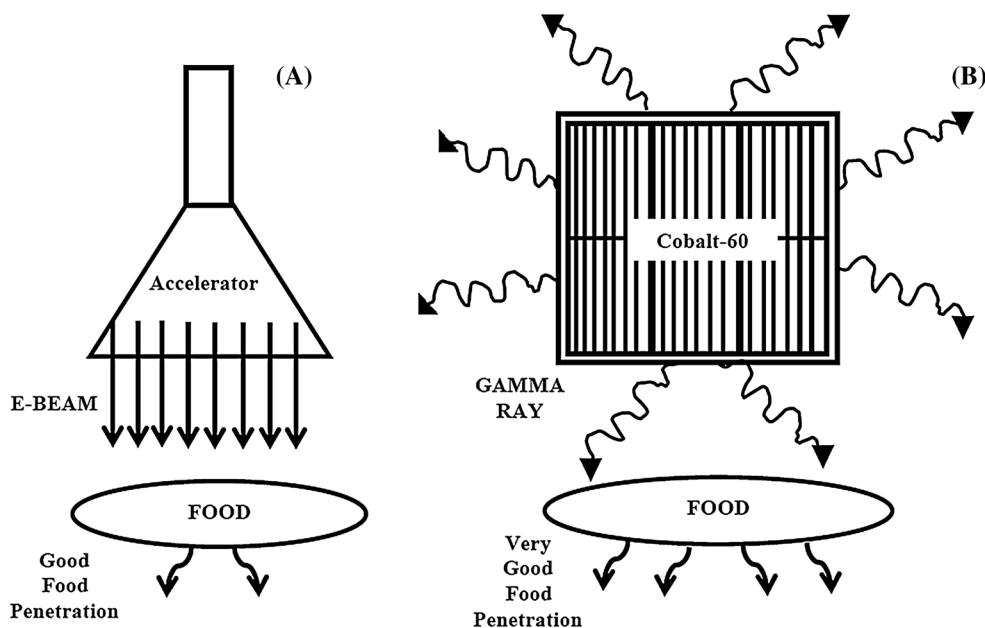 (A)
Accelerator
E-BEAM
FOOD
Good
Food
Penetration
(B)
Cobalt-60
GAMMA
RAY
FOOD
Very
Good
Food
Penetration